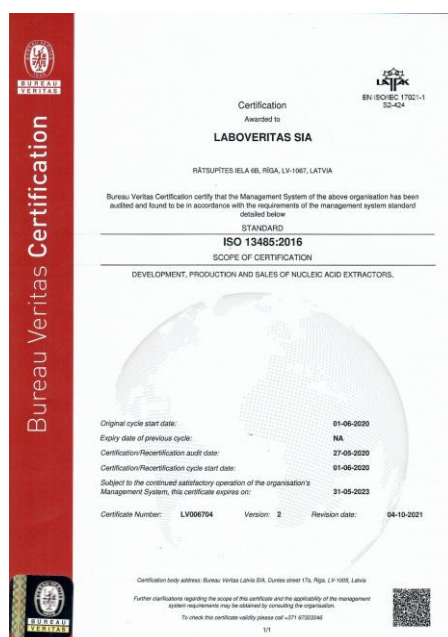 BUREAU
VERITAS
Bureau Veritas Certification
LATAK
EN ISO/IEC 17021-1
S2-424
Certification
Awarded to
LABOVERITAS SIA
RĀTSUPĪTES IELA 6B, RĪGA, LV-1067, LATVIA
Bureau Veritas Certification certify that the Management System of the above organisation has been
audited and found to be in accordance with the requirements of the management system standard
detailed below
STANDARD
ISO 13485:2016
SCOPE OF CERTIFICATION
DEVELOPMENT, PRODUCTION AND SALES OF NUCLEIC ACID EXTRACTORS.
Original cycle start date: 01-06-2020
Expiry date of previous cycle: NA
Certification/Recertification audit date: 27-05-2020
Certification/Recertification cycle start date: 01-06-2020
Subject to the continued satisfactory operation of the organisation's
Management System, this certificate expires on: 31-05-2023
Certificate Number: LV006704 Version: 2 Revision date: 04-10-2021
Certification body address: Bureau Veritas Latvia SIA, Duntes street 17a, Riga, LV-1005, Latvia
Further clarifications regarding the scope of this certificate and the applicability of the management
system requirements may be obtained by consulting the organisation.
To check this certificate validity please call +371 67323246
1/1
BUREAU
VERITAS